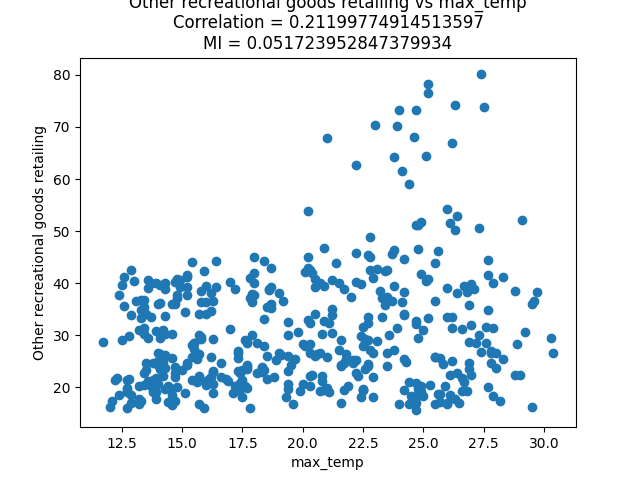 Other recreational goods retailing vs max_temp
Correlation = 0.21199774914513597
MI = 0.051723952847379934
80
70
60
50
40
30
20
Other recreational goods retailing
12.5 15.0 17.5 20.0 22.5 25.0 27.5 30.0
max_temp